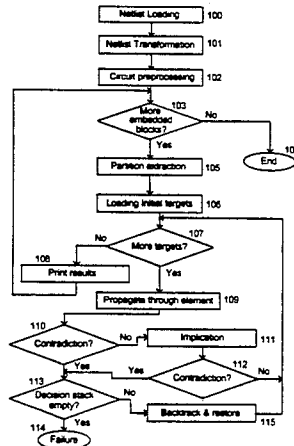 Netlist Loading
100
Netlist Transformation
101
Circuit preprocessing
102
103
More
embedded
blocks?
No
Yes
10
End
Partition extraction
105
Loading initial targets
106
107
More targets?
No
108
Print results
Yes
Propagate through element
109
110
Contradiction?
No
Implication
111
Yes
112
Contradiction?
Yes
No
113
Decision stack
empty?
No
Backtrack & restore
115
114
Yes
Failure